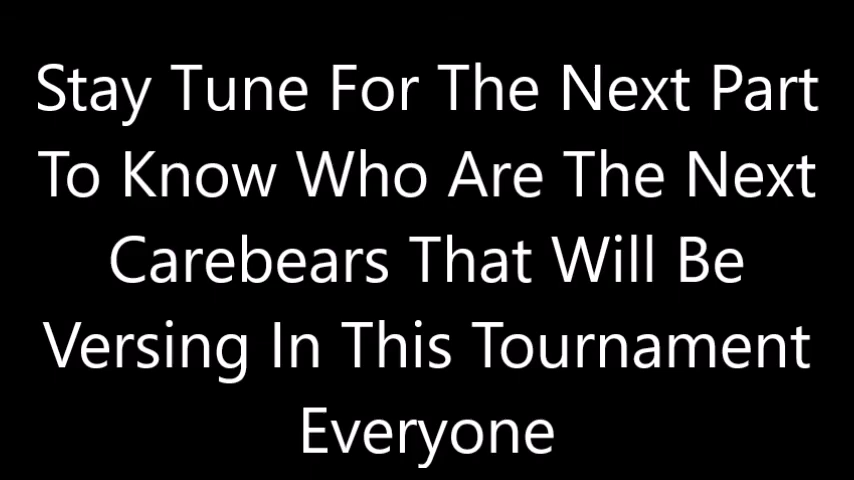 Stay Tune For The Next Part
To Know Who Are The Next
Carebears That Will Be
Versing In This Tournament
Everyone